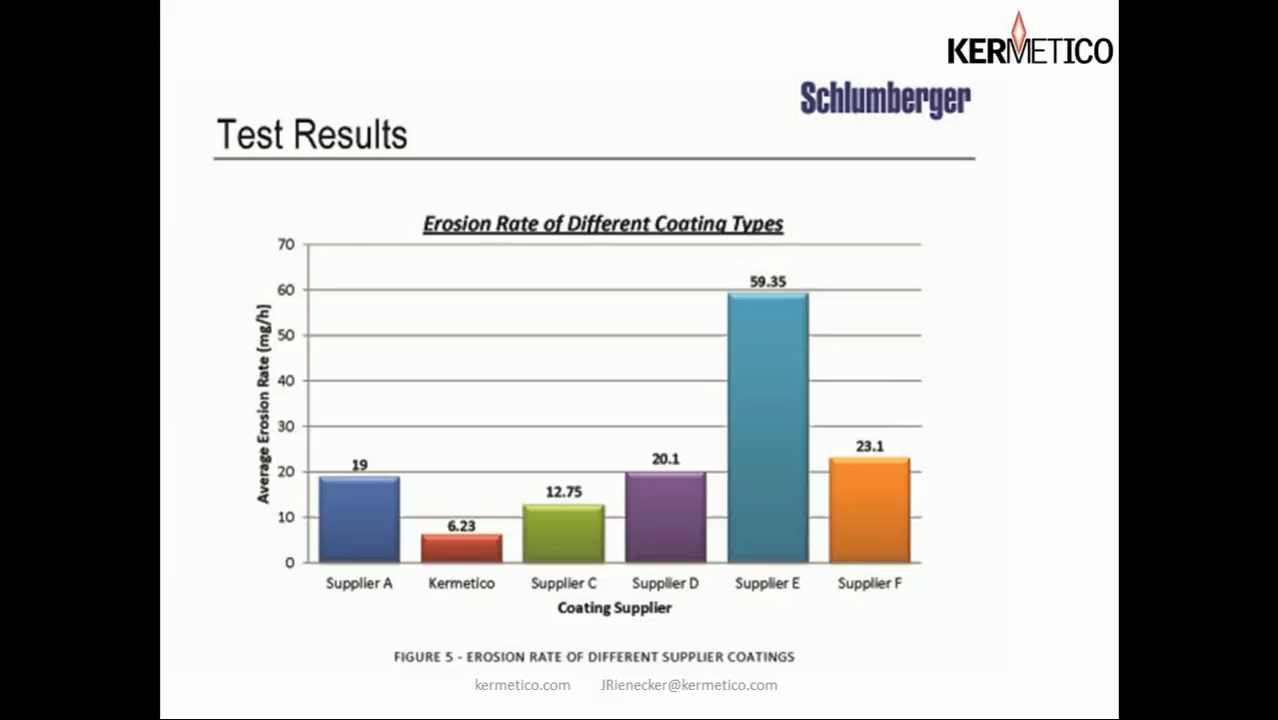 KERMETICO
Schlumberger
Test Results
Erosion Rate of Different Coating Types
Average Erosion Rate (mg/h)
70
60
50
40
30
20
10
0
19
6.23
12.75
20.1
59.35
23.1
Supplier A Kermetico Supplier C Supplier D Supplier E Supplier F
Coating Supplier
FIGURE 5 - EROSION RATE OF DIFFERENT SUPPLIER COATINGS
kermetico.com JRienecker@kermetico.com